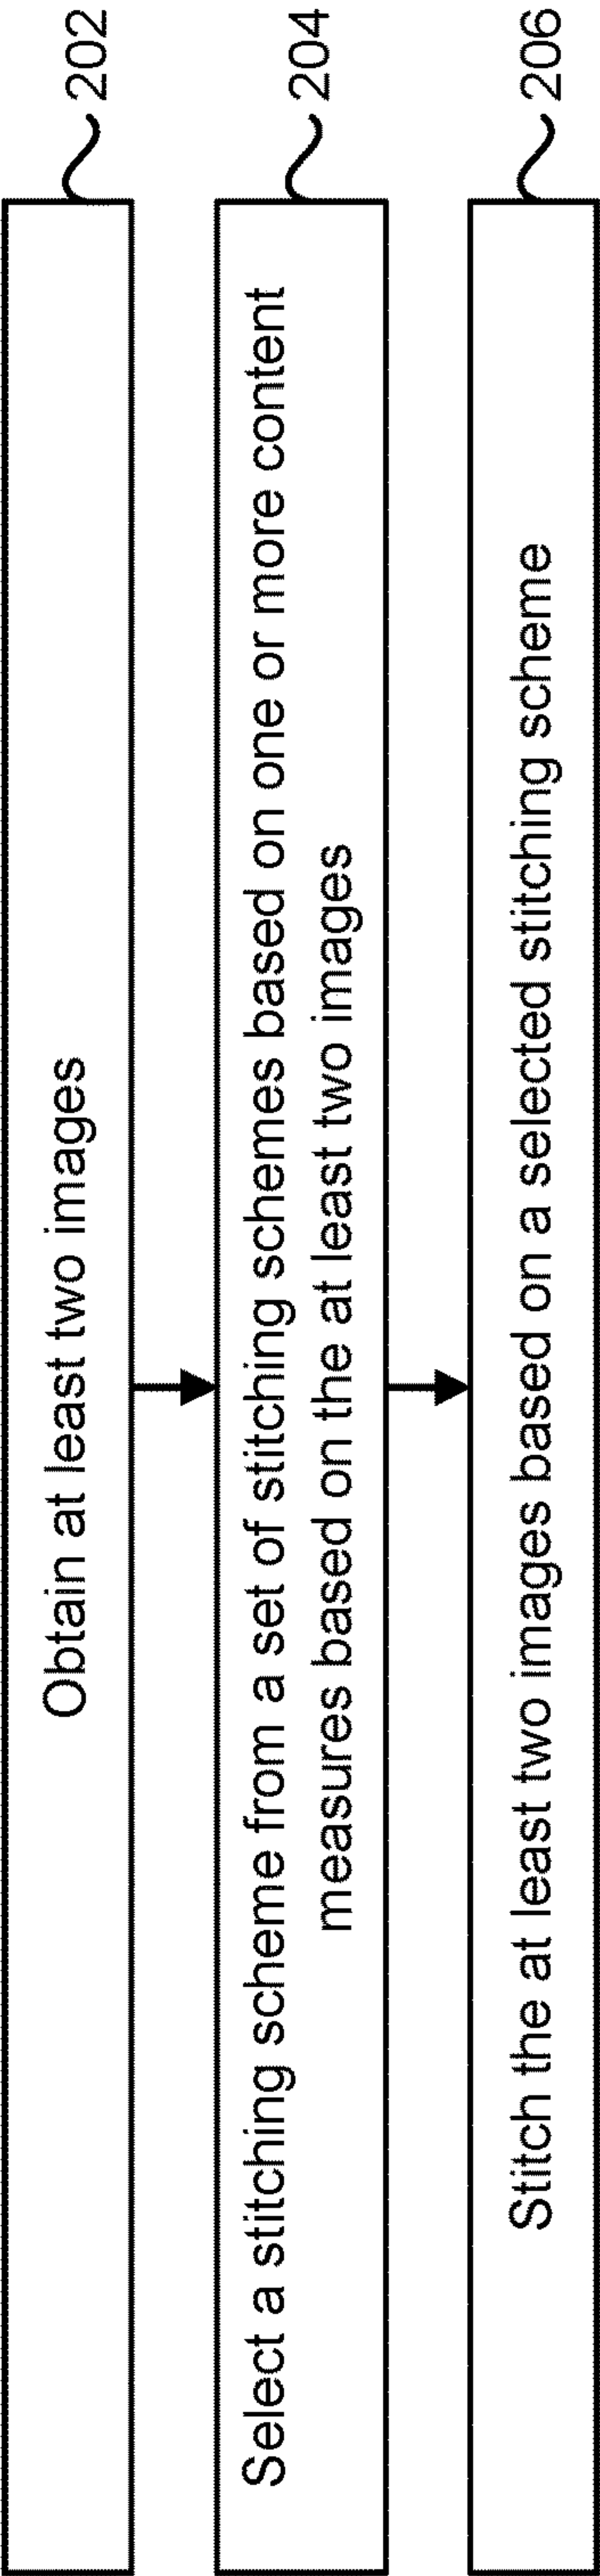 Obtain at least two images
202
Select a stitching scheme from a set of stitching schemes based on one or more content
measures based on the at least two images
204
Stitch the at least two images based on a selected stitching scheme
206